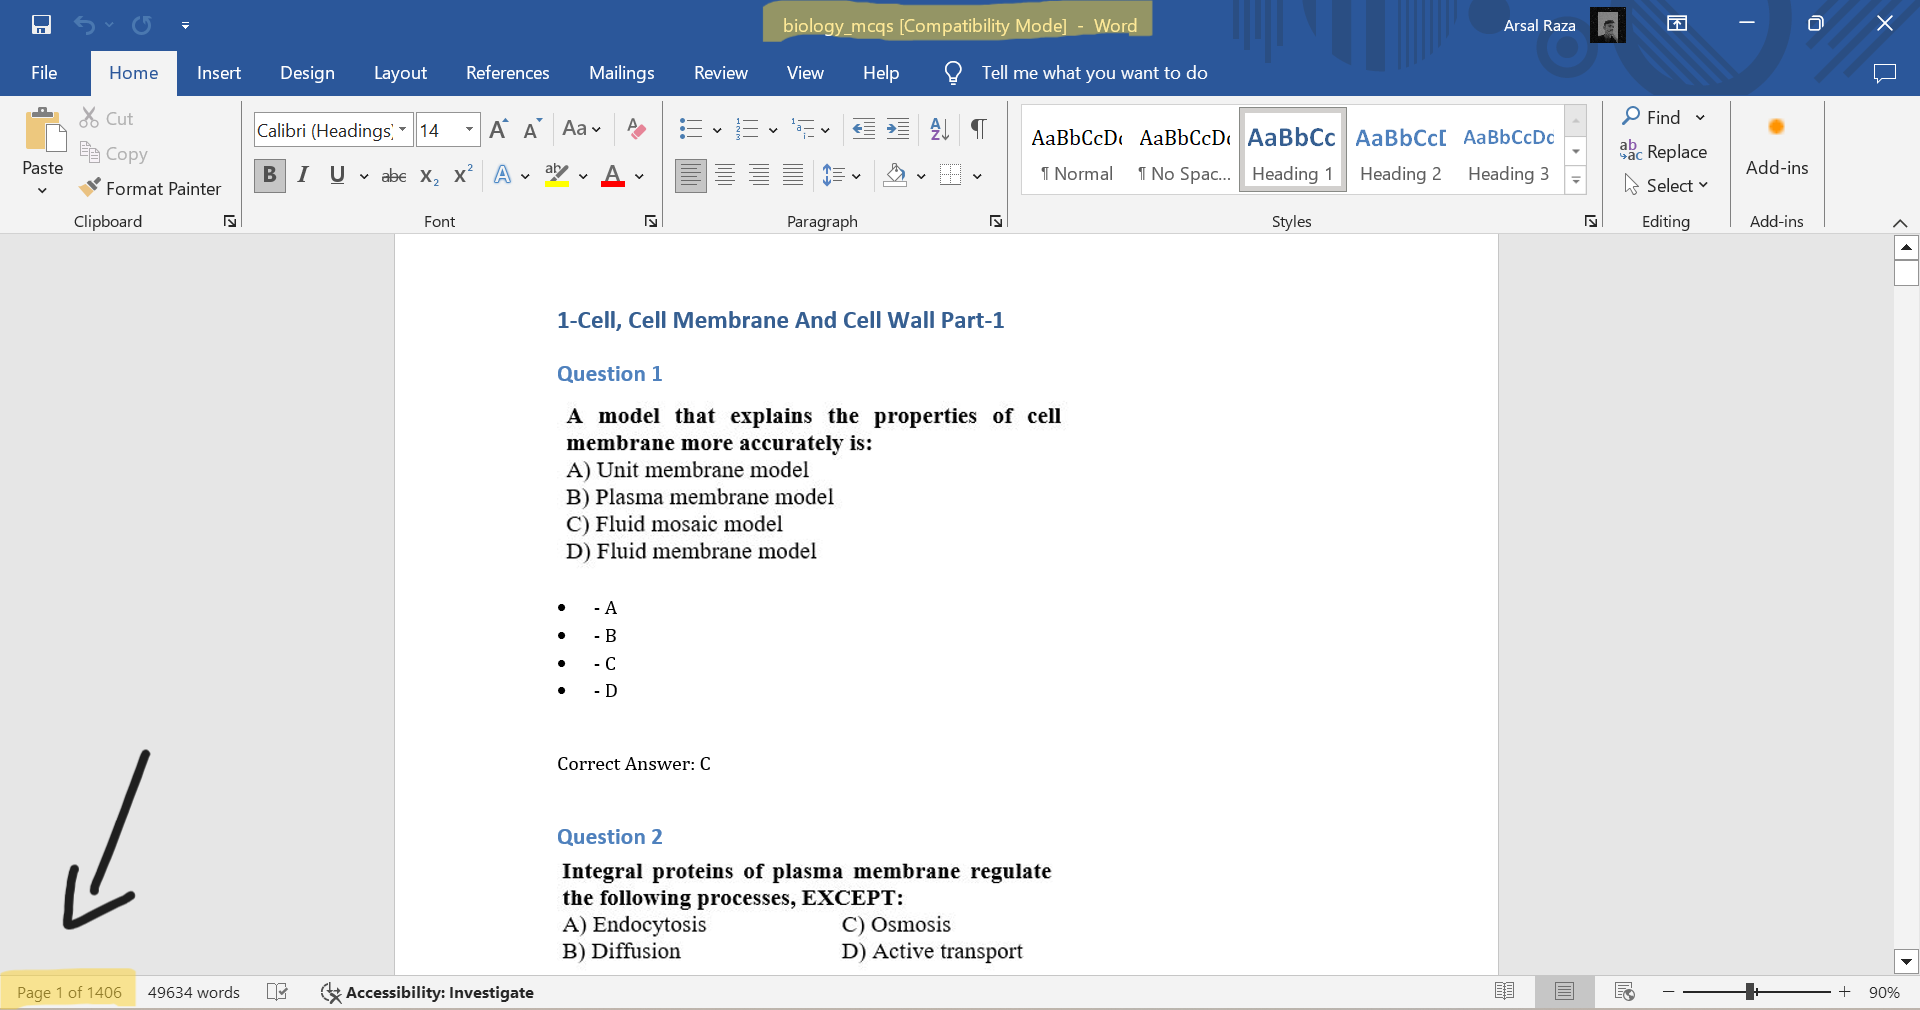 biology_mcqs [Compatibility Mode] - Word
Arsal Raza
File Home Insert Design Layout References Mailings Review View Help Tell me what you want to do
Paste
Cut
Copy
Format Painter
Clipboard
Calibri (Headings) 14
Aa
B I U abc X₂ X²
A ab A
Font
Paragraph
AaBbCcDc AaBbCcDc AaBbCc AaBbCcD AaBbCcDc
¶ Normal ¶ No Spac... Heading 1 Heading 2 Heading 3
Styles
Find
Replace
Select
Editing
Add-ins
Add-ins
1-Cell, Cell Membrane And Cell Wall Part-1
Question 1
A model that explains the properties of cell
membrane more accurately is:
A) Unit membrane model
B) Plasma membrane model
C) Fluid mosaic model
D) Fluid membrane model
• - A
• - B
• - C
• - D
Correct Answer: C
Question 2
Integral proteins of plasma membrane regulate
the following processes, EXCEPT:
A) Endocytosis C) Osmosis
B) Diffusion D) Active transport
Page 1 of 1406 49634 words Accessibility: Investigate 90%